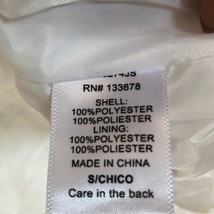 RN# 133678
SHELL:
100%POLYESTER
100%POLIESTER
LINING:
100%POLYESTER
100%POLIESTER
MADE IN CHINA
S/CHICO
Care in the back